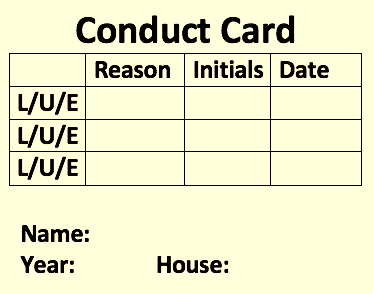 Conduct Card
Reason Initials Date
L/U/E
L/U/E
L/U/E
Name:
Year: House: